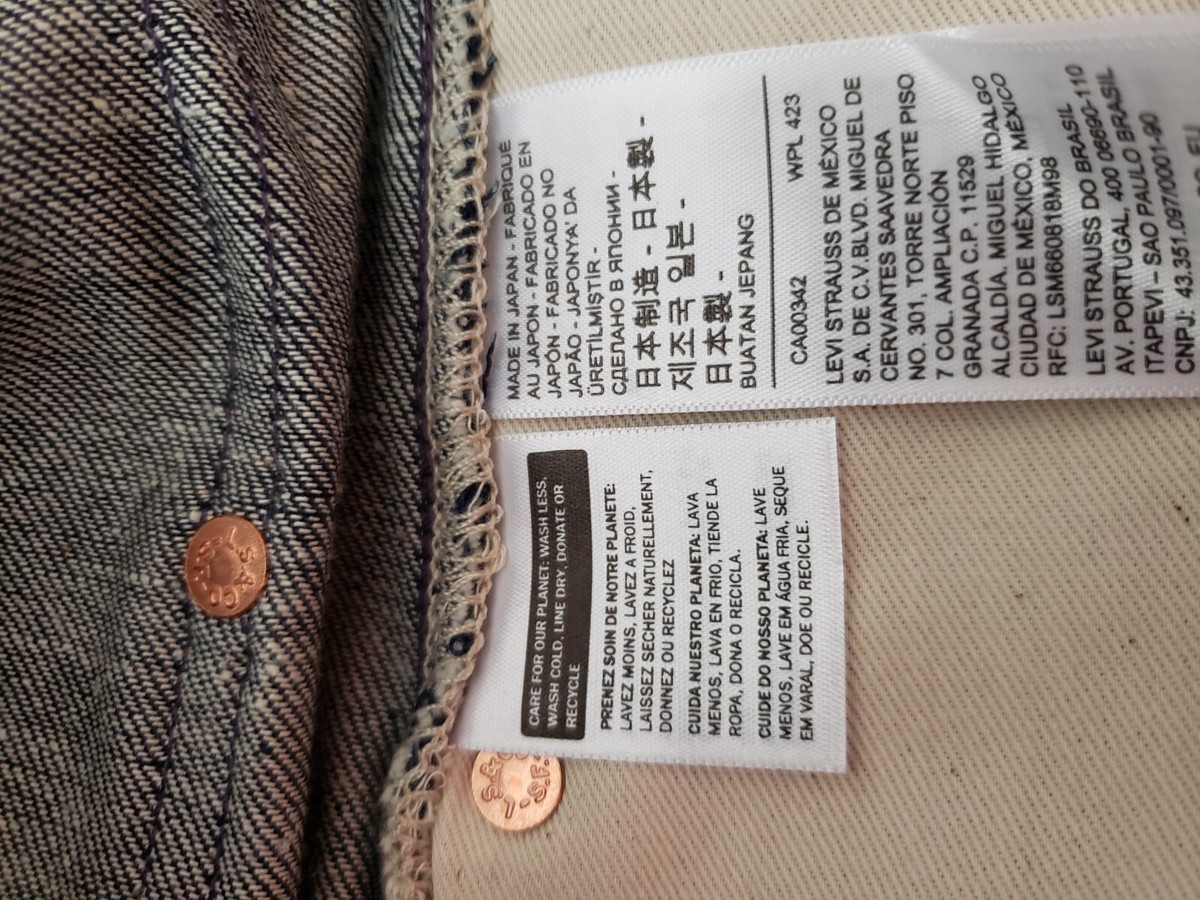 MADE IN JAPAN - FABRIQUÉ
AU JAPON - FABRICADO EN
JAPÓN - FABRICADO NO
JAPÃO - JAPONYA' DA
ÜRETİLMİŞTİR -
СДЕЛАНО В ЯПОНИИ -
日本制造 - 日本製 -
제조국 일본 -
日本製 -
BUATAN JEPANG
CA00342 WPL 423
LEVI STRAUSS DE MÉXICO
S.A. DE C.V. BLVD. MIGUEL DE
CERVANTES SAAVEDRA
NO. 301, TORRE NORTE PISO
7 COL. AMPLIACIÓN
GRANADA C.P. 11529
ALCALDÍA. MIGUEL HIDALGO
CIUDAD DE MÉXICO. MÉXICO
RFC: LSM660818M98
LEVI STRAUSS DO BRASIL
AV. PORTUGAL, 400 06690-110
ITAPEVI – SAO PAULO BRASIL
CNPJ: 43.351.097/0001-90
CARE FOR OUR PLANET: WASH LESS,
WASH COLD, LINE DRY, DONATE OR
RECYCLE
PRENEZ SOIN DE NOTRE PLANETE:
LAVEZ MOINS, LAVEZ A FROID,
LAISSEZ SECHER NATURELLEMENT,
DONNEZ OU RECYCLEZ
CUIDA NUESTRO PLANETA: LAVA
MENOS, LAVA EN FRIO, TIENDE LA
ROPA, DONA O RECICLA.
CUIDE DO NOSSO PLANETA: LAVE
MENOS, LAVE EM ÁGUA FRIA, SEQUE
EM VARAL, DOE OU RECICLE.